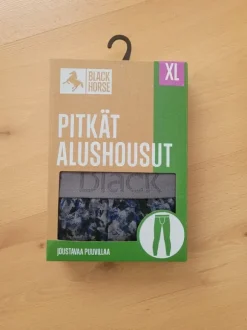 BLACK
HORSE
XL
PITKÄT
ALUSHOUSUT
Black
JOUSTAVAA PUUVILLAA